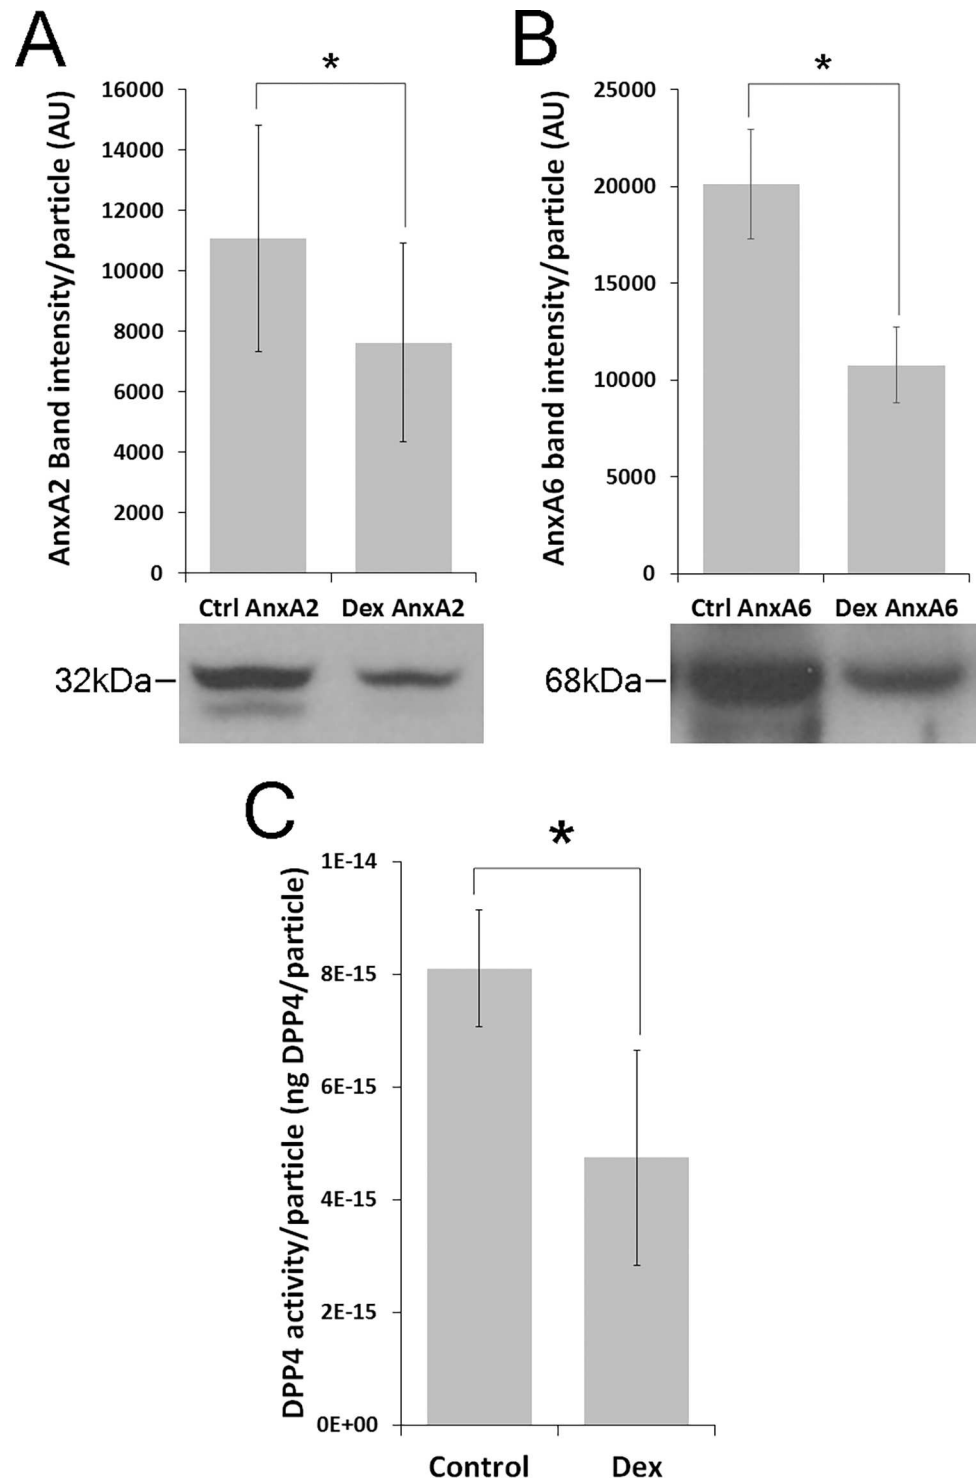 A
*
AnxA2 Band intensity/particle (AU)
16000
14000
12000
10000
8000
6000
4000
2000
0
Ctrl AnxA2 Dex AnxA2
32kDa
B
*
AnxA6 band intensity/particle (AU)
25000
20000
15000
10000
5000
0
Ctrl AnxA6 Dex AnxA6
68kDa
C
*
DPP4 activity/particle (ng DPP4/particle)
1E-14
8E-15
6E-15
4E-15
2E-15
0E+00
Control Dex